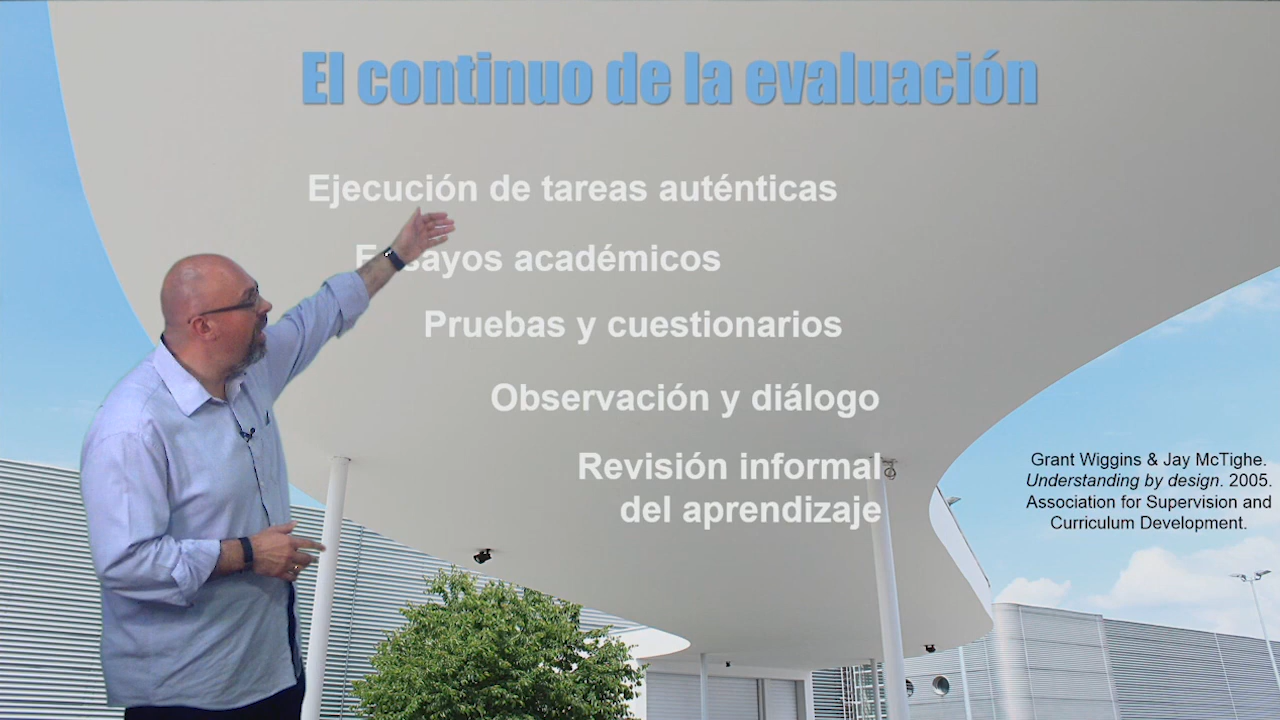 El continuo de la evaluación
Ejecución de tareas auténticas
Ensayos académicos
Pruebas y cuestionarios
Observación y diálogo
Revisión informal
del aprendizaje
Grant Wiggins & Jay McTighe.
Understanding by design. 2005.
Association for Supervision and
Curriculum Development.